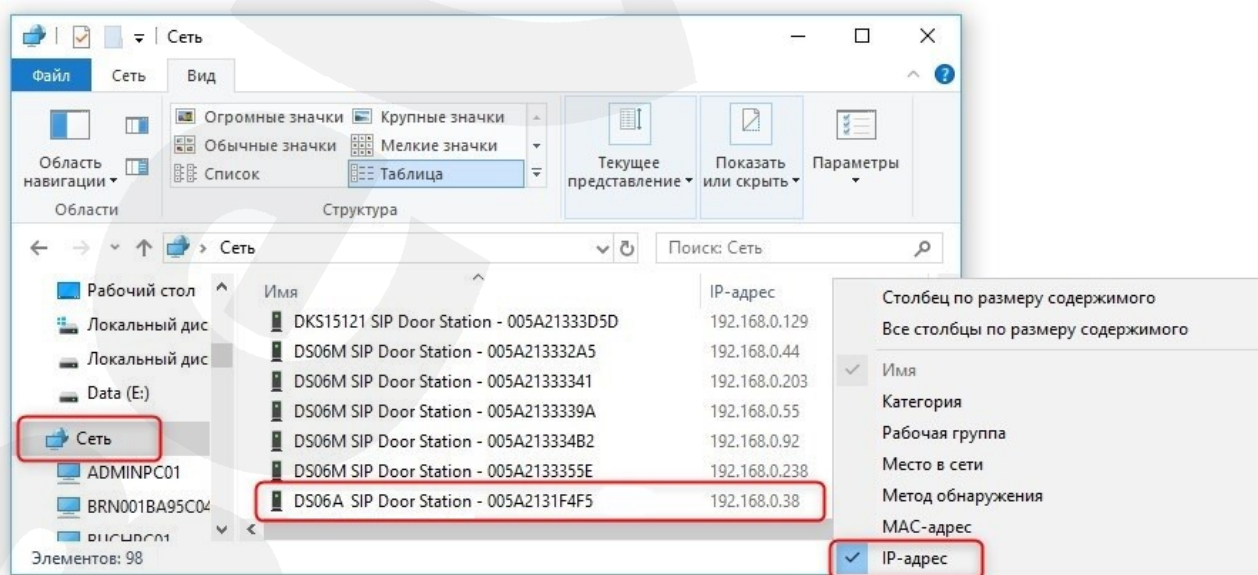 Сеть
Файл Сеть Вид
Огромные значки Крупные значки
Обычные значки Мелкие значки
Список Таблица
Область навигации
Текущее представление
Показать или скрыть
Параметры
Области Структура
Сеть Поиск: Сеть
Рабочий стол
Локальный дис
Локальный дис
Data (E:)
Сеть
ADMINPC01
BRN001BA95C04
BUCHPC01
Имя IP-адрес
DKS15121 SIP Door Station - 005A21333D5D 192.168.0.129
DS06M SIP Door Station - 005A213332A5 192.168.0.44
DS06M SIP Door Station - 005A21333341 192.168.0.203
DS06M SIP Door Station - 005A2133339A 192.168.0.55
DS06M SIP Door Station - 005A213334B2 192.168.0.92
DS06M SIP Door Station - 005A2133355E 192.168.0.238
DS06A SIP Door Station - 005A2131F4F5 192.168.0.38
Элементов: 98
Столбец по размеру содержимого
Все столбцы по размеру содержимого
Имя
Категория
Рабочая группа
Место в сети
Метод обнаружения
MAC-адрес
IP-адрес